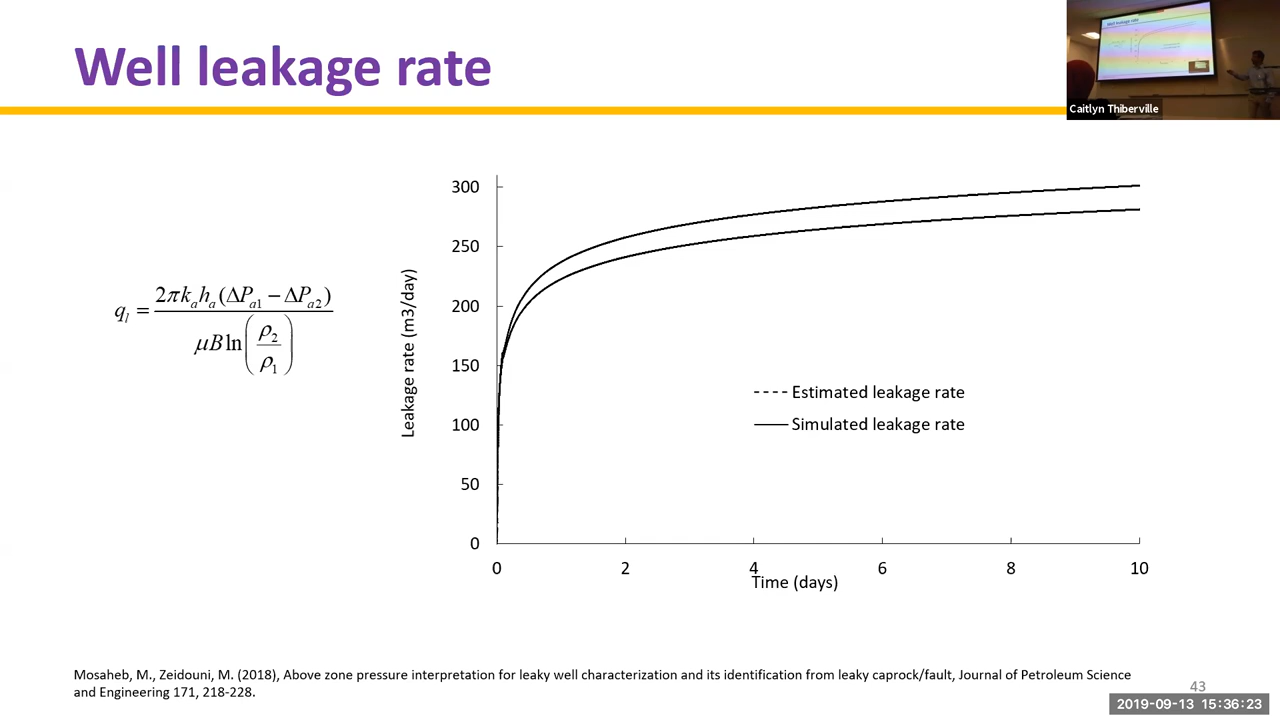 Well leakage rate
Caitlyn Thiberville
q_l = 2πk_a h_a(ΔP_a1 − ΔP_a2) / μB ln(ρ_2 / ρ_1)
Leakage rate (m3/day)
300
250
200
150
100
50
0
Estimated leakage rate
Simulated leakage rate
0 2 4 6 8 10
Time (days)
Mosaheb, M., Zeidouni, M. (2018), Above zone pressure interpretation for leaky well characterization and its identification from leaky caprock/fault, Journal of Petroleum Science
and Engineering 171, 218-228.
43
2019-09-13 15:36:23